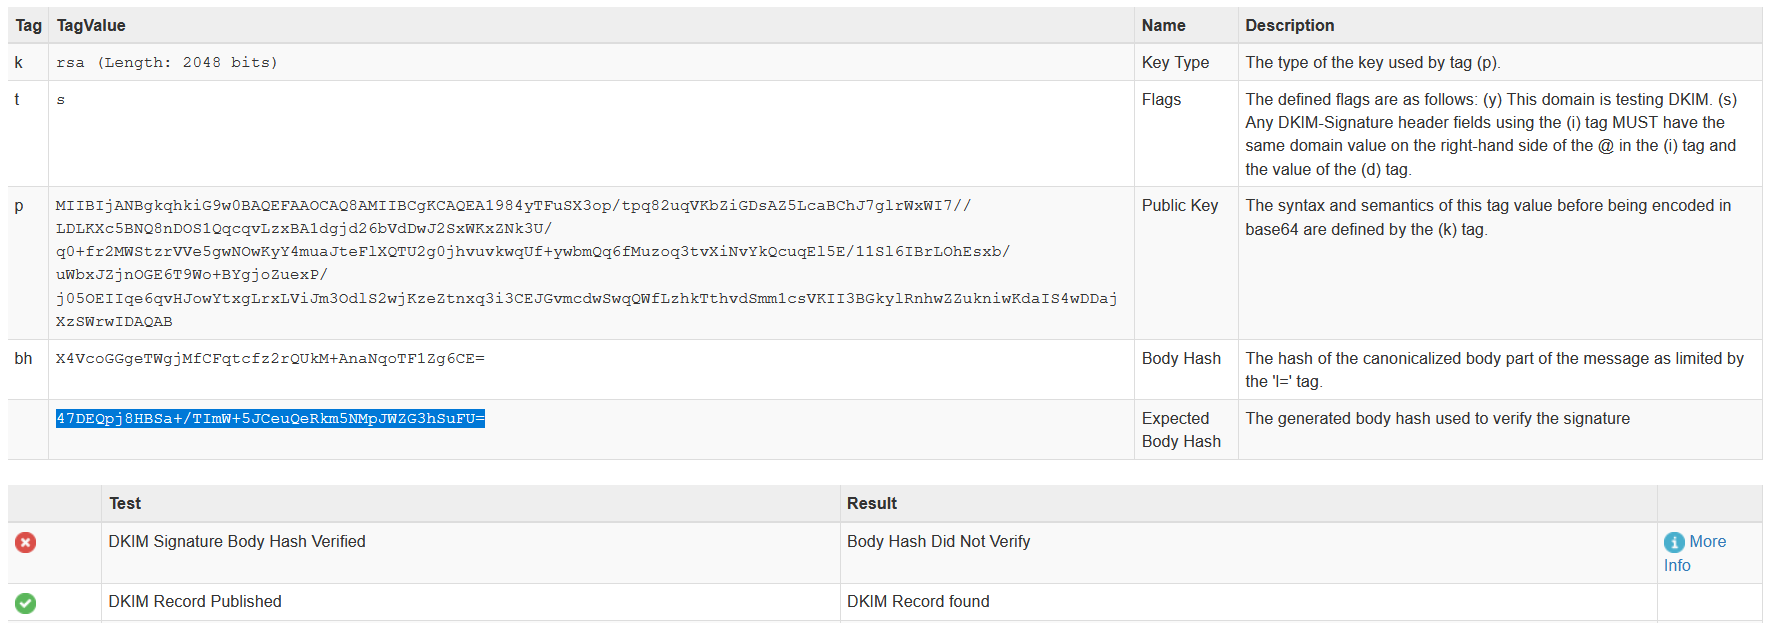 Tag TagValue Name Description
k rsa (Length: 2048 bits) Key Type The type of the key used by tag (p).
t s Flags The defined flags are as follows: (y) This domain is testing DKIM. (s)
Any DKIM-Signature header fields using the (i) tag MUST have the
same domain value on the right-hand side of the @ in the (i) tag and
the value of the (d) tag.
p MIIBIjANBgkqhkiG9w0BAQEFAAOCAQ8AMIIBCgKCAQEA1984yTFuSX3op/tpq82uqVKbZiGDsAZ5LcaBChJ7glrWxWI7// Public Key The syntax and semantics of this tag value before being encoded in
LDLKXc5BNQ8nDOS1QqcqvLzxBA1dgjd26bVdDwJ2SxWKxZNk3U/ base64 are defined by the (k) tag.
q0+fr2MWStzrVVe5gwNOwKyY4muaJteFlXQTU2g0jhvuvkwqUf+ywbmQq6fMuzoq3tvXiNvYkQcuqEl5E/11Sl6IBrLOhEsxb/
uWbxJZjnOGE6T9Wo+BYgjoZuexP/
j05OEIIqe6qvHJowYtxgLrxLViJm3OdlS2wjKzeZtnxq3i3CEJGvmcdwSwqQWfLzhkTthvdSmm1csVKII3BGkylRnhwZZukniwKdaIS4wDDaj
XzSWrwIDAQAB
bh X4VcoGGgeTWgjMfCFqtcfz2rQUkM+AnaNqoTF1Zg6CE= Body Hash The hash of the canonicalized body part of the message as limited by
the 'l=' tag.
47DEQpj8HBSa+/TImW+5JCeuQeRkm5NMpJWZG3hSuFU= Expected The generated body hash used to verify the signature
Body Hash
Test Result
DKIM Signature Body Hash Verified Body Hash Did Not Verify More
Info
DKIM Record Published DKIM Record found